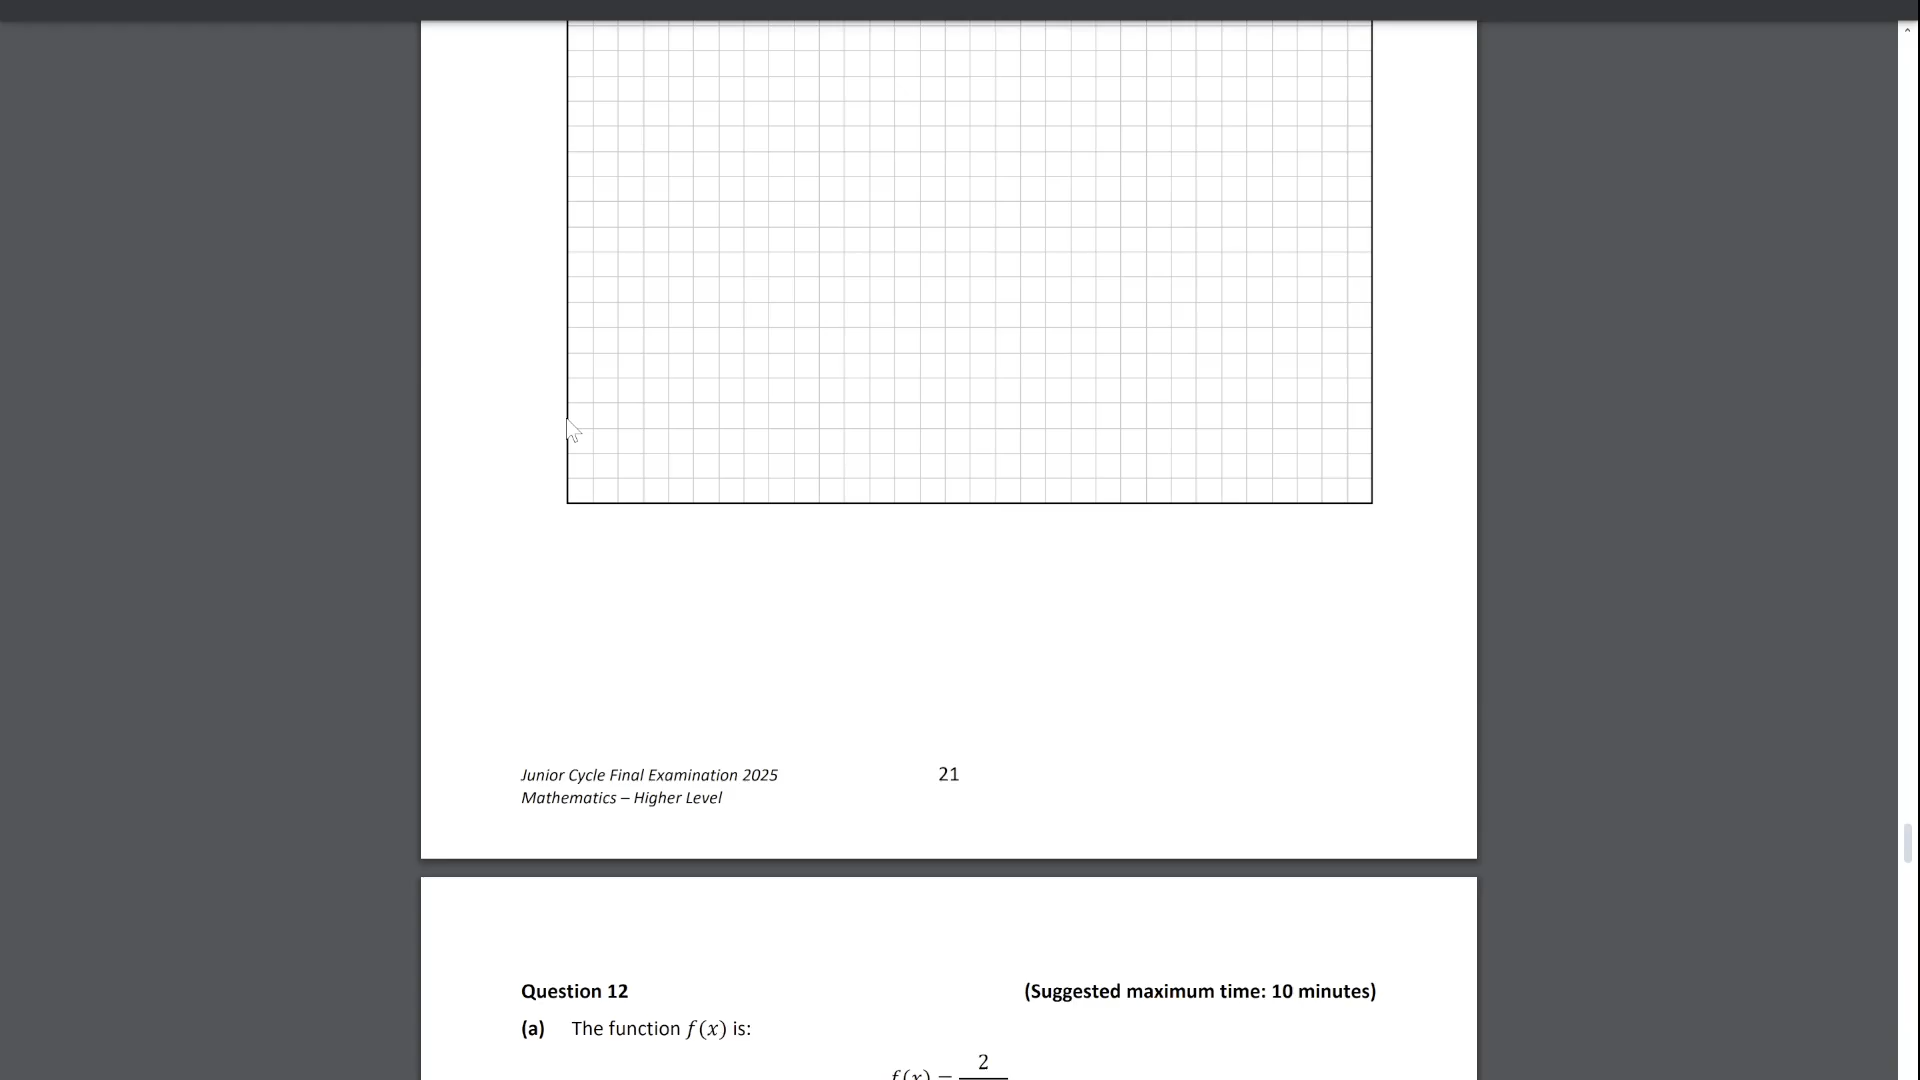 Junior Cycle Final Examination 2025 21
Mathematics – Higher Level
Question 12 (Suggested maximum time: 10 minutes)
(a) The function f(x) is:
2
f(x) =